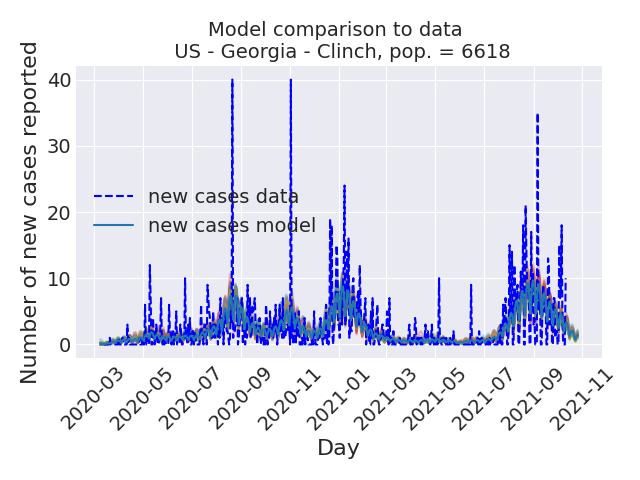 Model comparison to data
US - Georgia - Clinch, pop. = 6618
Number of new cases reported
40
30
20
10
0
new cases data
new cases model
2020-03
2020-05
2020-07
2020-09
2020-11
2021-01
2021-03
2021-05
2021-07
2021-09
2021-11
Day